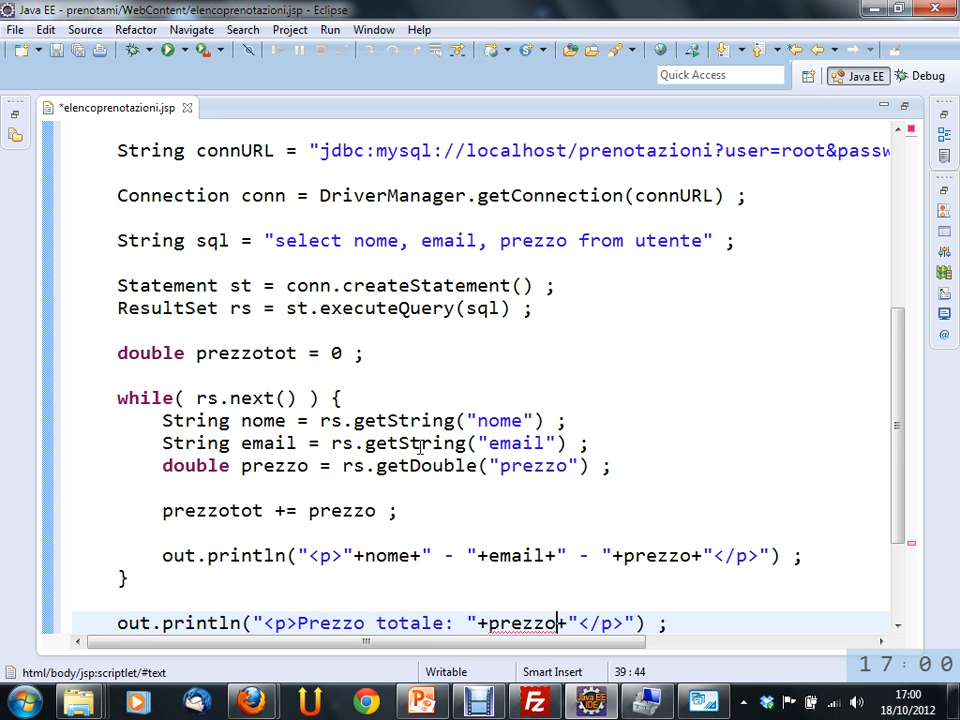 Java EE - prenotami/WebContent/elencoprenotazioni.jsp - Eclipse
File Edit Source Refactor Navigate Search Project Run Window Help
Quick Access
Java EE
Debug
*elencoprenotazioni.jsp
String connURL = "jdbc:mysql://localhost/prenotazioni?user=root&passw
Connection conn = DriverManager.getConnection(connURL) ;
String sql = "select nome, email, prezzo from utente" ;
Statement st = conn.createStatement() ;
ResultSet rs = st.executeQuery(sql) ;
double prezzotot = 0 ;
while( rs.next() ) {
String nome = rs.getString("nome") ;
String email = rs.getString("email") ;
double prezzo = rs.getDouble("prezzo") ;
prezzotot += prezzo ;
out.println("<p>"+nome+" - "+email+" - "+prezzo+"</p>") ;
}
out.println("<p>Prezzo totale: "+prezzo+"</p>") ;
html/body/jsp:scriptlet/#text
Writable
Smart Insert
39 : 44
17:00
17:00
18/10/2012